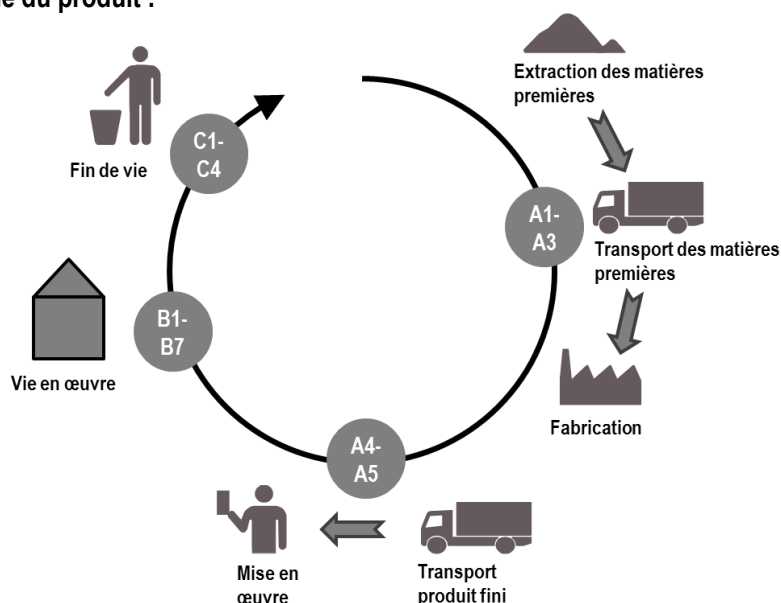 du produit :
Extraction des matières
premières
A1-
A3
Transport des matières
premières
Fabrication
A4-
A5
Transport
produit fini
Mise en
œuvre
B1-
B7
Vie en œuvre
C1-
C4
Fin de vie